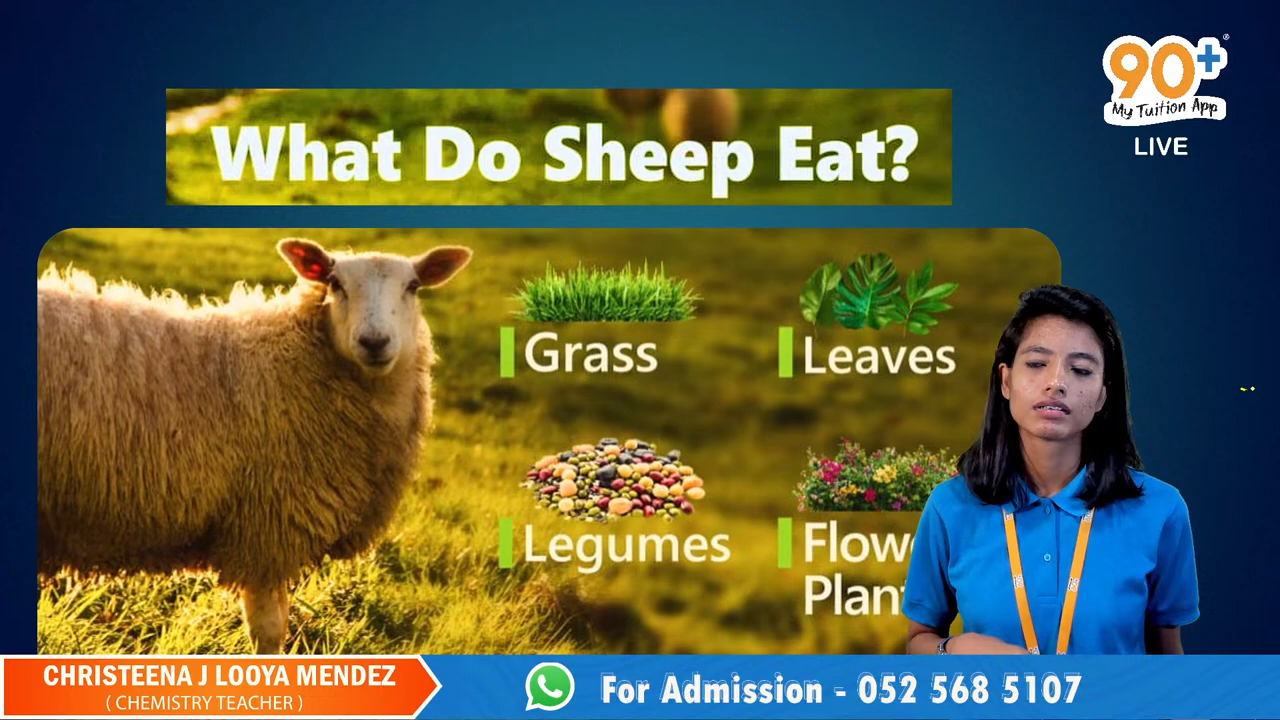 90+
My Tuition App
LIVE
What Do Sheep Eat?
Grass
Leaves
Legumes
CHRISTEENA J LOOYA MENDEZ
( CHEMISTRY TEACHER )
For Admission - 052 568 5107